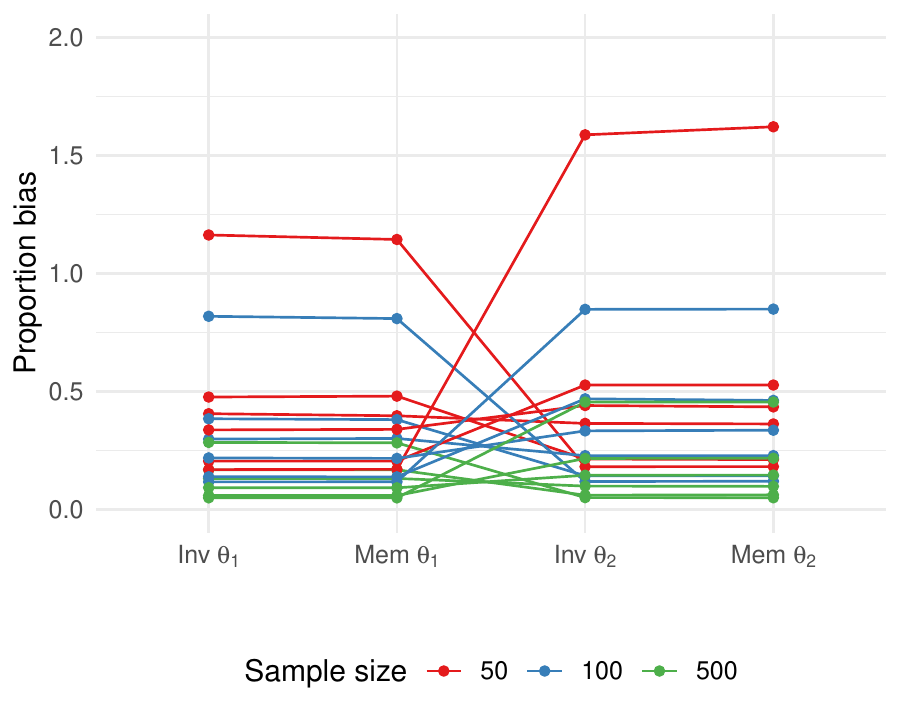 Proportion bias
2.0
1.5
1.0
0.5
0.0
Inv θ₁ Mem θ₁ Inv θ₂ Mem θ₂
Sample size 50 100 500